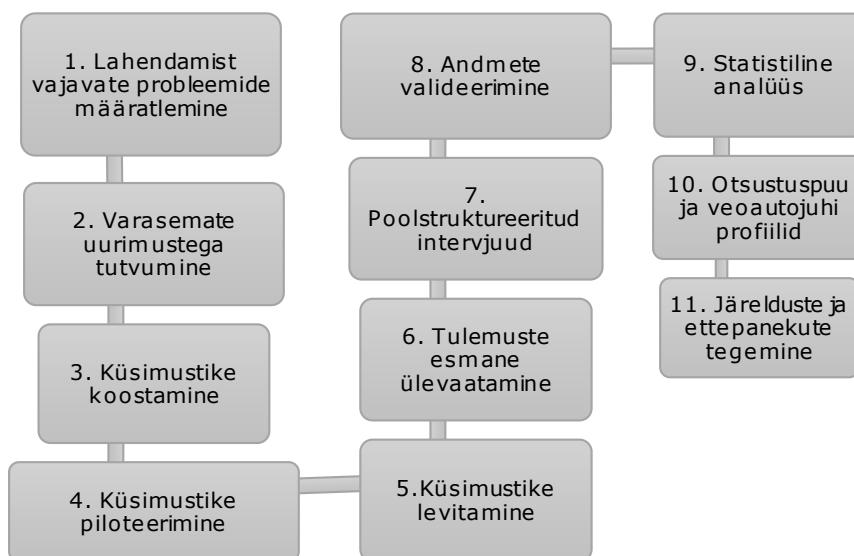 1. Lahendamist
vajavate probleemide
määratlemine
2. Varasemate
uurimustega
tutvumine
3. Küsimustike
koostamine
4. Küsimustike
piloteerimine
5.Küsimustike
levitamine
6. Tulemuste
esmane
ülevaatamine
7.
Poolstruktureeritud
intervjuud
8. Andmete
valideerimine
9. Statistiline
analüüs
10. Otsustuspuu
ja veoautojuhi
profiilid
11. Järelduste ja
ettepanekute
tegemine